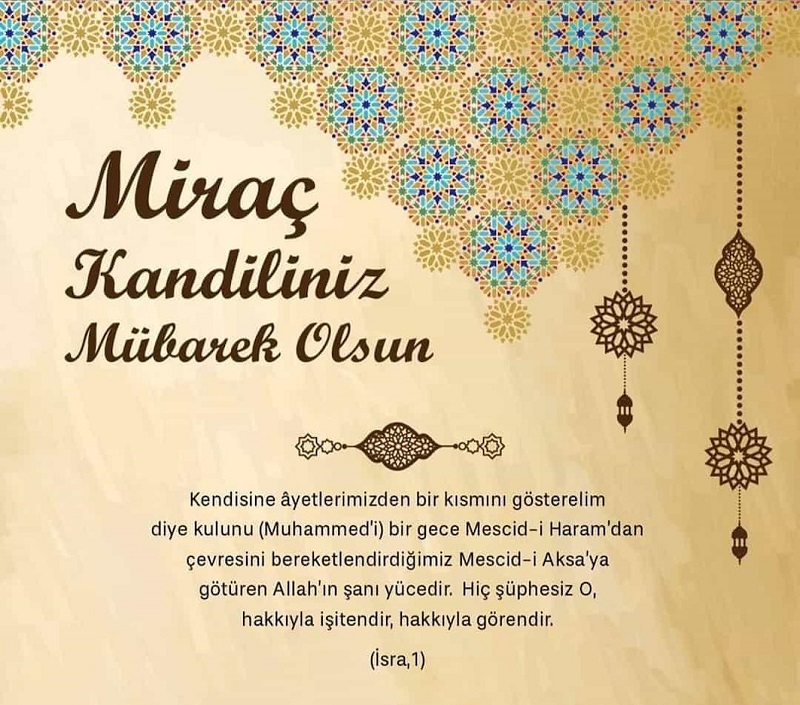 Miraç
Kandiliniz
Mübarek Olsun
Kendisine âyetlerimizden bir kısmını gösterelim
diye kulunu (Muhammed'i) bir gece Mescid-i Haram'dan
çevresini bereketlendirdiğimiz Mescid-i Aksa'ya
götüren Allah'ın şanı yücedir. Hiç şüphesiz O,
hakkıyla işitendir, hakkıyla görendir.
(İsra,1)